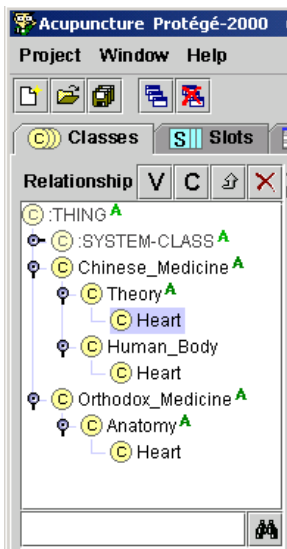 Acupuncture Protégé-2000
Project Window Help
C Classes S Slots
Relationship V C
C :THING A
C :SYSTEM-CLASS A
C Chinese_Medicine A
C Theory A
C Heart
C Human_Body
C Heart
C Orthodox_Medicine A
C Anatomy A
C Heart